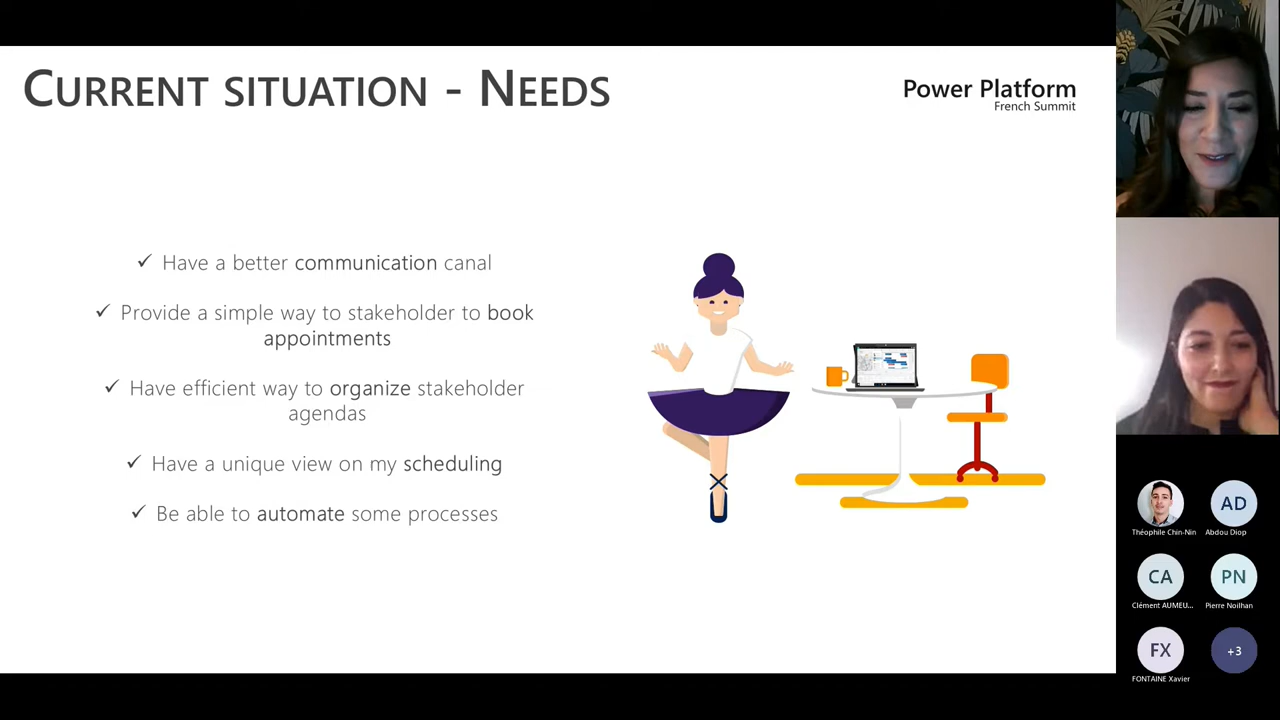 CURRENT SITUATION - NEEDS
Power Platform
French Summit
✓ Have a better communication canal
✓ Provide a simple way to stakeholder to book
appointments
✓ Have efficient way to organize stakeholder
agendas
✓ Have a unique view on my scheduling
✓ Be able to automate some processes
Théophile Chin-Nin
AD
Abdou Diop
CA
Clément AUMEU...
PN
Pierre Noilhan
FX
FONTAINE Xavier
+3